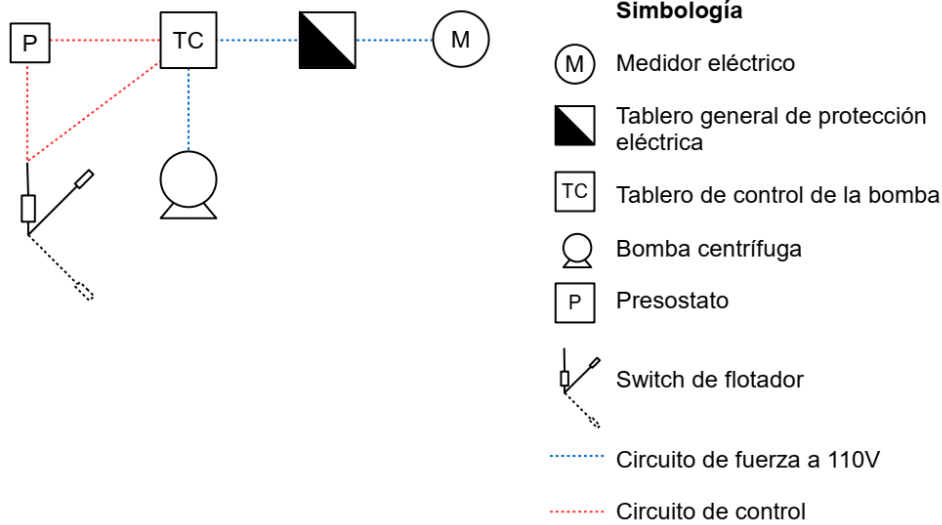 P
TC
M
Simbología
M
Medidor eléctrico
Tablero general de protección
eléctrica
TC
Tablero de control de la bomba
Bomba centrífuga
P
Presostato
Switch de flotador
Circuito de fuerza a 110V
Circuito de control